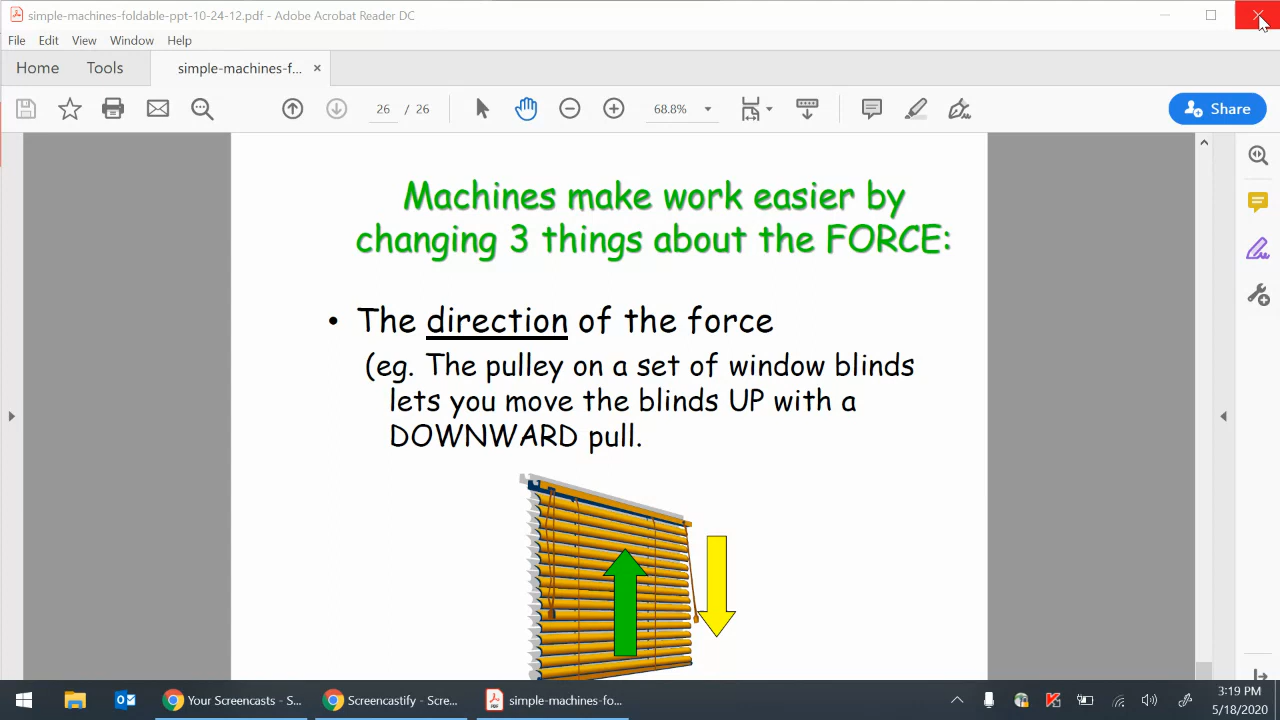 simple-machines-foldable-ppt-10-24-12.pdf - Adobe Acrobat Reader DC
File Edit View Window Help
Home Tools simple-machines-f...
26 / 26 68.8% Share
Machines make work easier by
changing 3 things about the FORCE:
• The direction of the force
(eg. The pulley on a set of window blinds
lets you move the blinds UP with a
DOWNWARD pull.
Your Screencasts - S... Screencastify - Scre... simple-machines-fo...
3:19 PM
5/18/2020